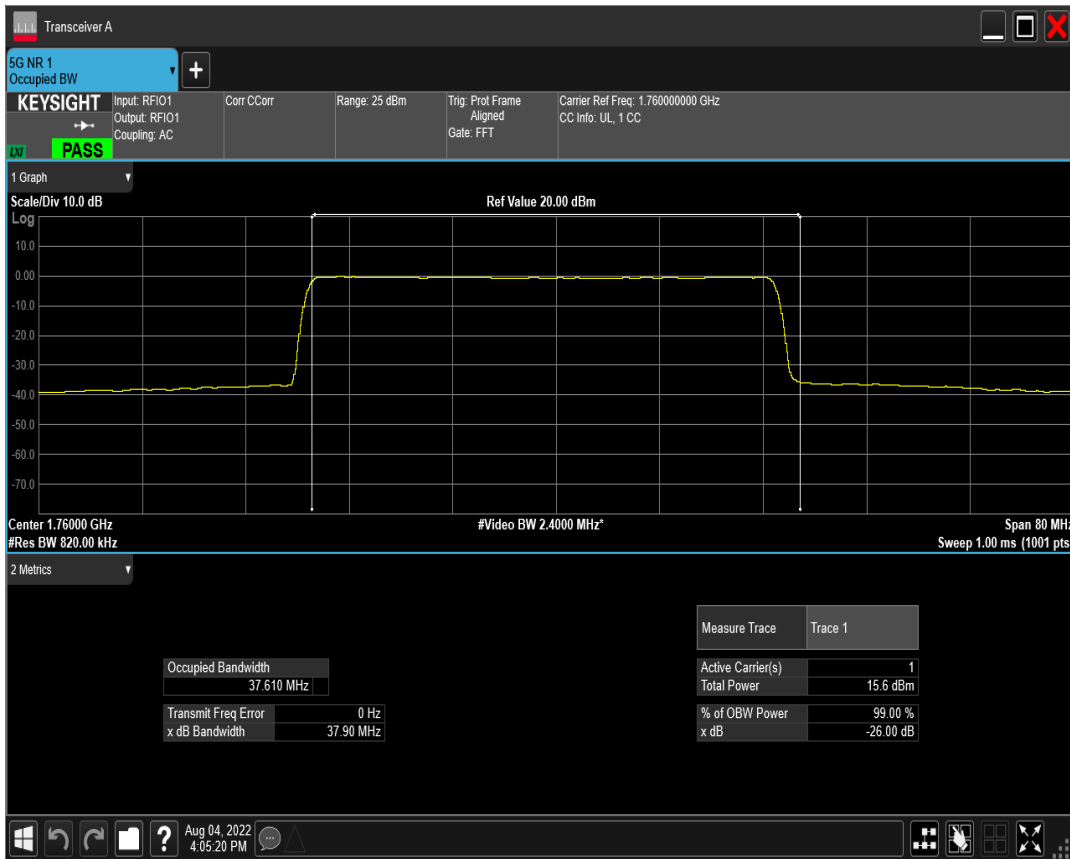 Transceiver A
5G NR 1
Occupied BW
KEYSIGHT
LXI
PASS
Input: RFIO1
Output: RFIO1
Coupling: AC
Corr CCorr
Range: 25 dBm
Trig: Prot Frame
Aligned
Gate: FFT
Carrier Ref Freq: 1.760000000 GHz
CC Info: UL, 1 CC
1 Graph
Scale/Div 10.0 dB
Ref Value 20.00 dBm
Log
10.0
0.00
-10.0
-20.0
-30.0
-40.0
-50.0
-60.0
-70.0
Center 1.76000 GHz
#Video BW 2.4000 MHz*
Span 80 MHz
#Res BW 820.00 kHz
Sweep 1.00 ms (1001 pts
2 Metrics
Measure Trace Trace 1
Occupied Bandwidth
37.610 MHz
Active Carrier(s) 1
Total Power 15.6 dBm
Transmit Freq Error 0 Hz
x dB Bandwidth 37.90 MHz
% of OBW Power 99.00 %
x dB -26.00 dB
?
Aug 04, 2022
4:05:20 PM